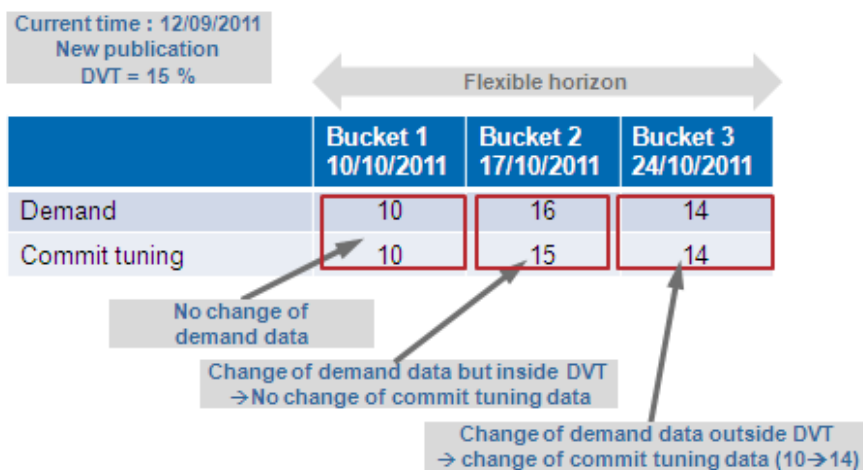 Current time : 12/09/2011
New publication
DVT = 15 %
Flexible horizon
Bucket 1 Bucket 2 Bucket 3
10/10/2011 17/10/2011 24/10/2011
Demand 10 16 14
Commit tuning 10 15 14
No change of
demand data
Change of demand data but inside DVT
→No change of commit tuning data
Change of demand data outside DVT
→ change of commit tuning data (10→14)